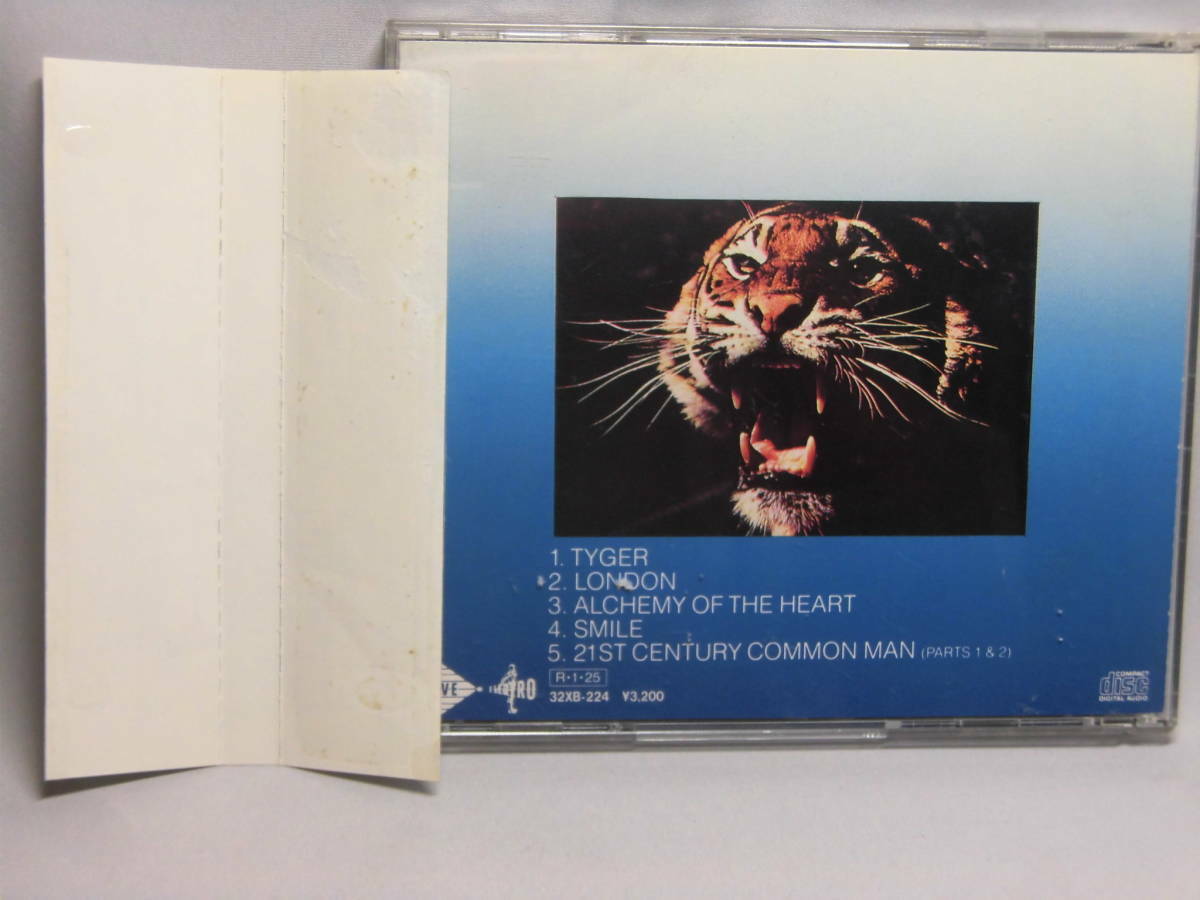 1. TYGER
2. LONDON
3. ALCHEMY OF THE HEART
4. SMILE
5. 21ST CENTURY COMMON MAN (PARTS 1 & 2)
R・1・25
32XB-224 ¥3,200
COMPACT
disc
DIGITAL AUDIO